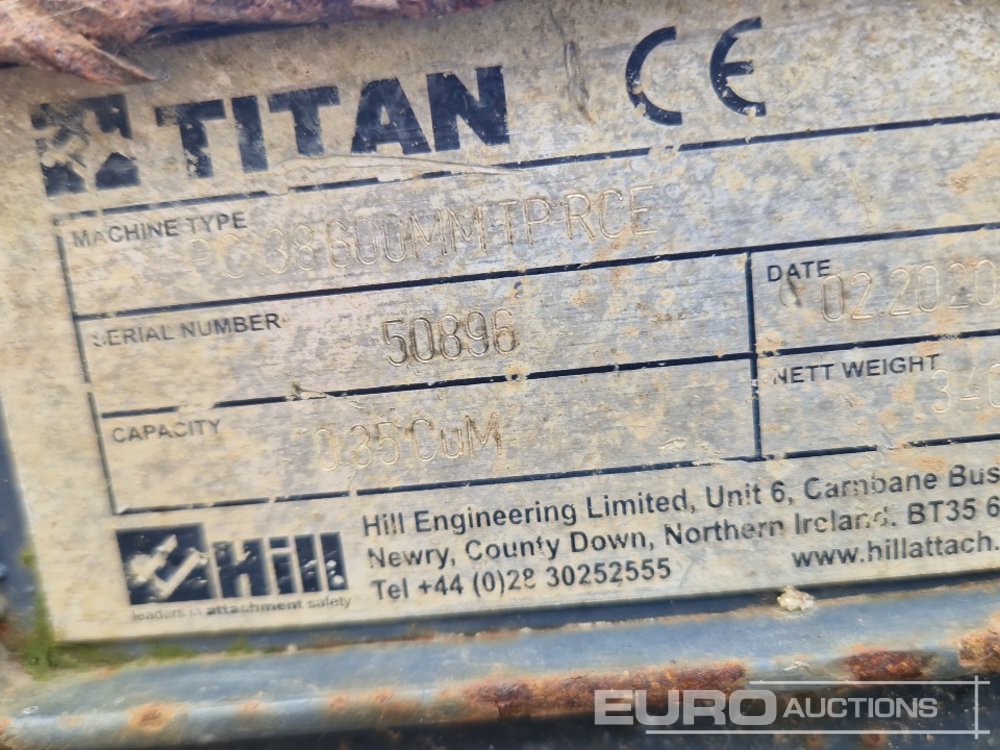 TITAN CE
MACHINE TYPE
PC 38 600MM TP RCE
SERIAL NUMBER 50896
DATE 02.2020
CAPACITY 0.35 CuM
NETT WEIGHT
Hill
leaders in attachment safety
Hill Engineering Limited, Unit 6, Carnbane Bus
Newry, County Down, Northern Ireland. BT35 6
Tel +44 (0)28 30252555
www.hillattach.
EURO AUCTIONS